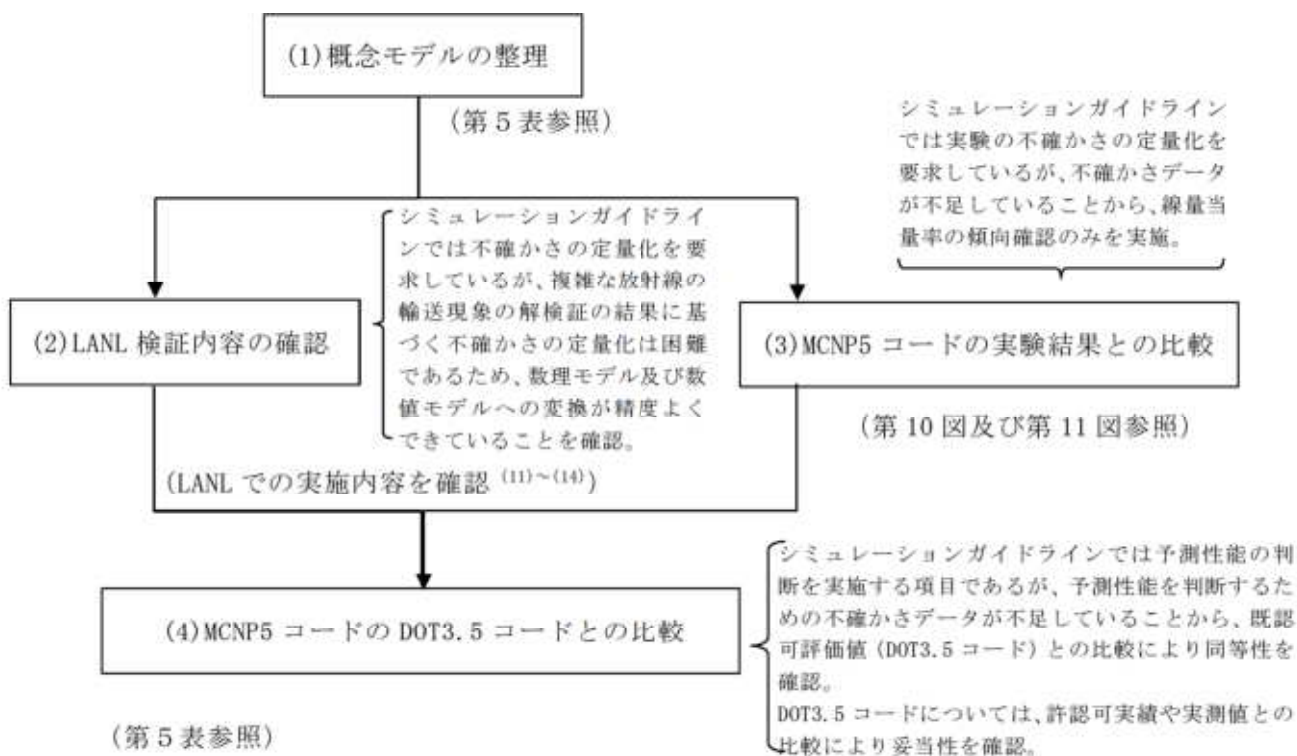 (1)概念モデルの整理
(第5表参照)
シミュレーションガイドライン
では実験の不確かさの定量化を
要求しているが、不確かさデータ
が不足していることから、線量当
量率の傾向確認のみを実施。
シミュレーションガイドライ
ンでは不確かさの定量化を要
求しているが、複雑な放射線の
輸送現象の解検証の結果に基
づく不確かさの定量化は困難
であるため、数理モデル及び数
値モデルへの変換が精度よく
できていることを確認。
(2)LANL 検証内容の確認
(3)MCNP5 コードの実験結果との比較
(第10図及び第11図参照)
(LANL での実施内容を確認 (11)~(14))
(4)MCNP5 コードの DOT3.5 コードとの比較
シミュレーションガイドラインでは予測性能の判
断を実施する項目であるが、予測性能を判断するた
めの不確かさデータが不足していることから、既認
可評価値(DOT3.5 コード)との比較により同等性を
確認。
DOT3.5 コードについては、許認可実績や実測値との
比較により妥当性を確認。
(第5表参照)